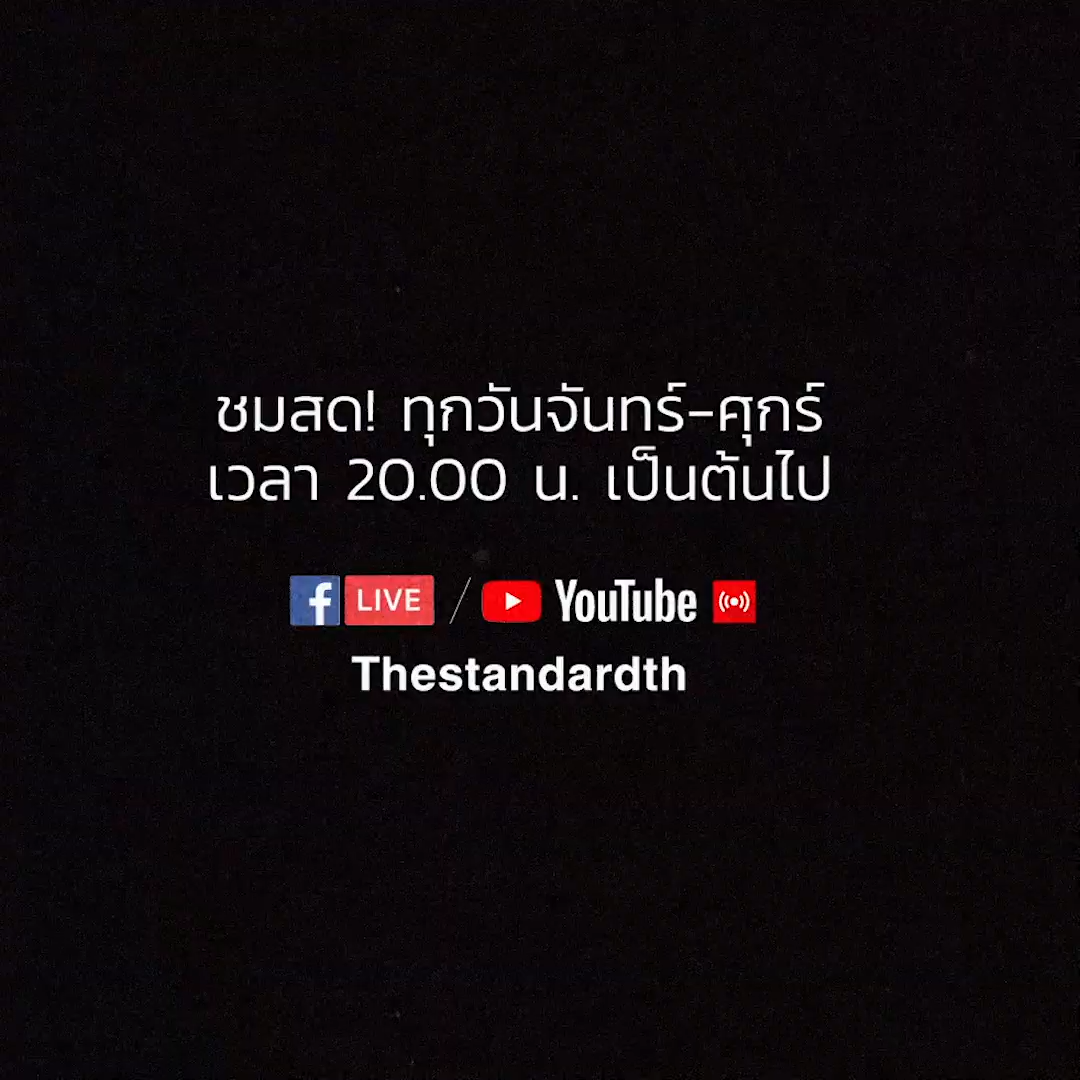 ชมสด! ทุกวันจันทร์-ศุกร์
เวลา 20.00 น. เป็นต้นไป
f LIVE / YouTube
Thestandardth